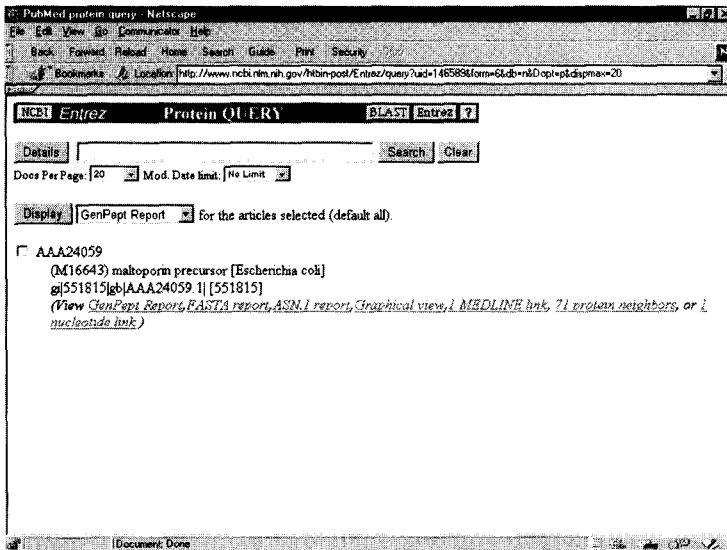 PubMed protein query - Netscape
File Edit View Go Communicator Help
Back Forward Reload Home Search Guide Print Security
Bookmarks Location: http://www.ncbi.nlm.nih.gov/htbin-post/Entrez/query?uid=146589&form=6&db=n&Dopt=p&dispmax=20
NCBI Entrez Protein QUERY BLAST Entrez ?
Details Search Clear
Docs Per Page: 20 Mod. Date limit: No Limit
Display GenPept Report for the articles selected (default all).
AAA24059
(M16643) maltoporin precursor [Escherichia coli]
gi|551815|gb|AAA24059.1| [551815]
(View GenPept Report,FASTA report,ASN.1 report,Graphical view,1 MEDLINE link, 71 protein neighbors, or 1
nucleotide link)
Document: Done